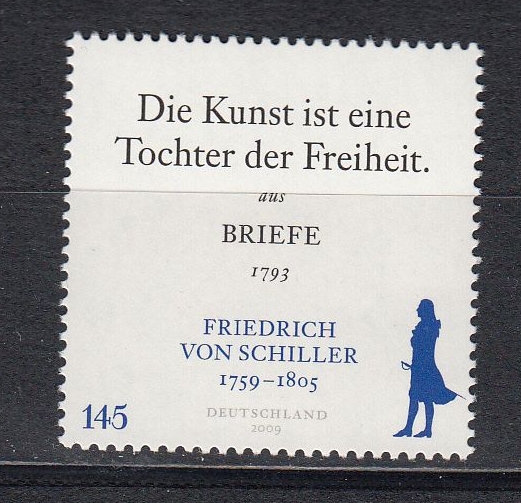 Die Kunst ist eine
Tochter der Freiheit.
aus
BRIEFE
1793
FRIEDRICH
VON SCHILLER
1759–1805
145
DEUTSCHLAND
2009